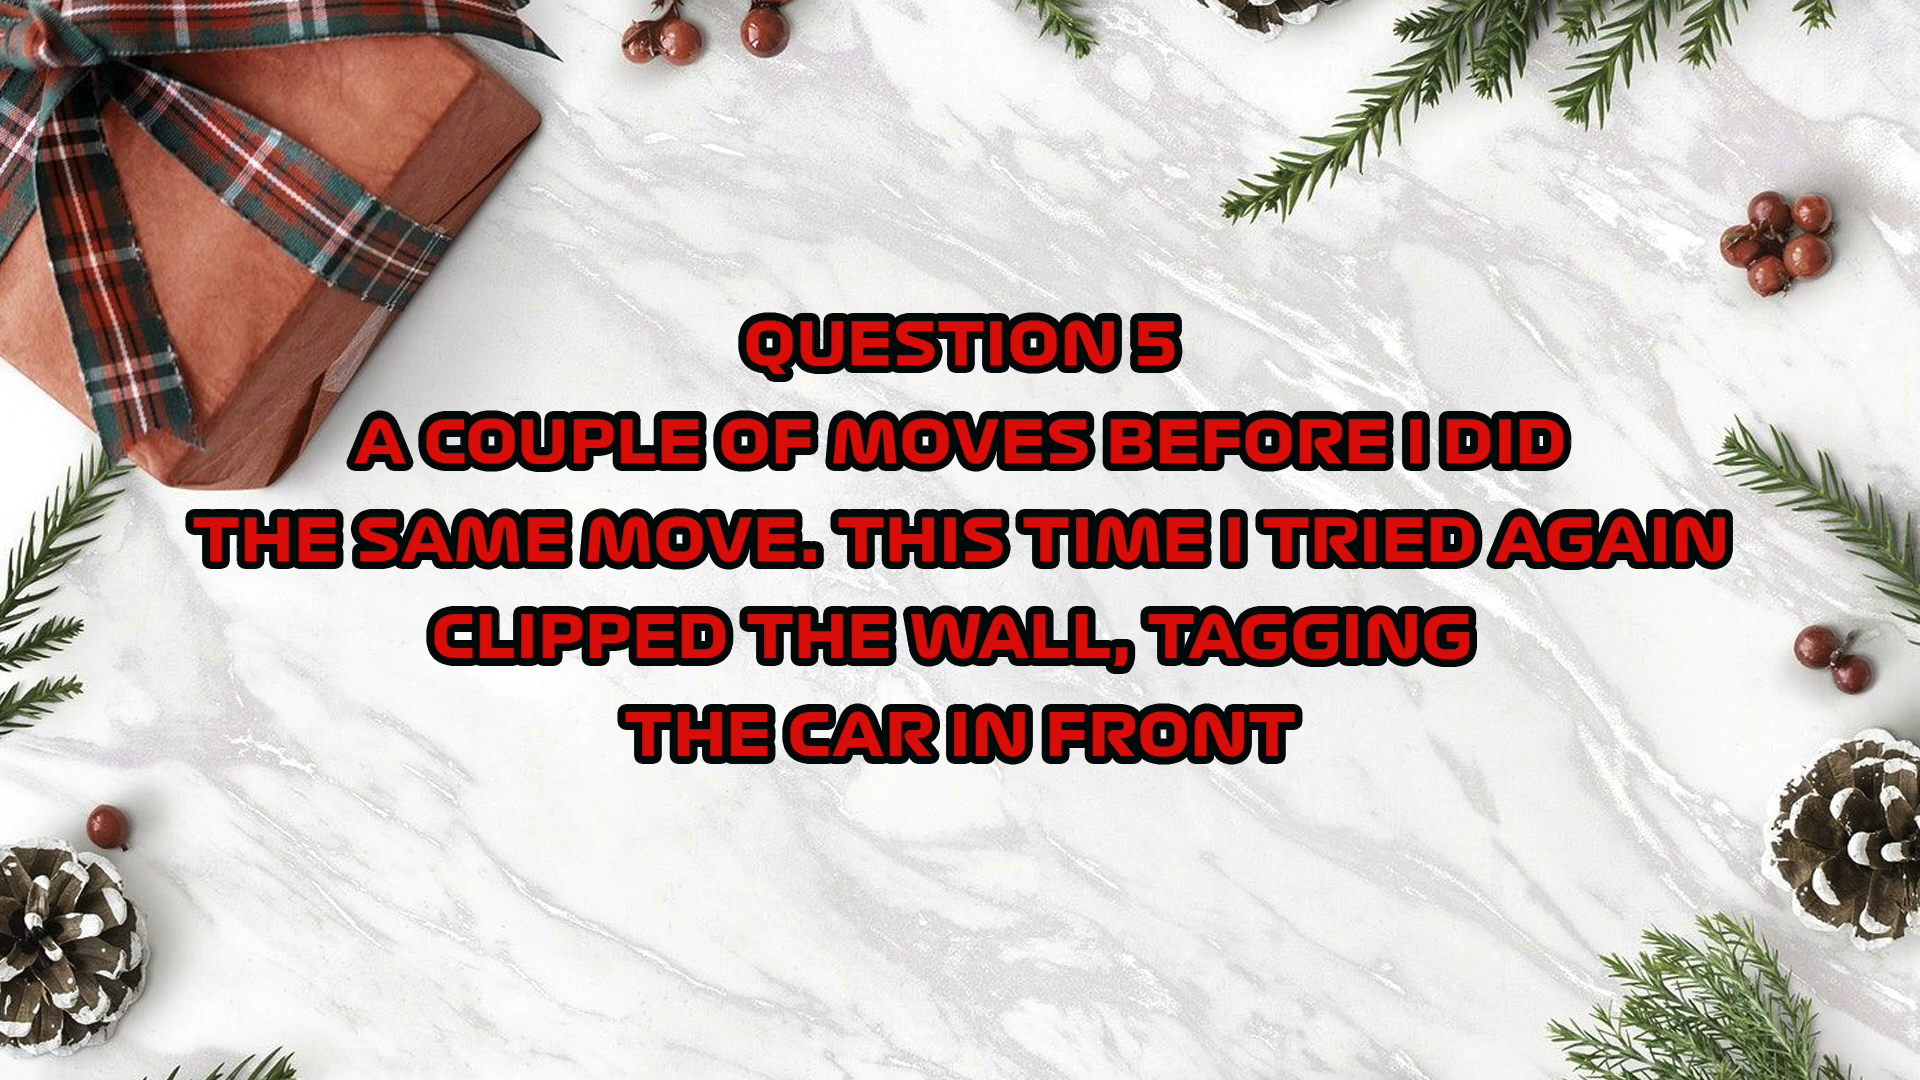 QUESTION 5
A COUPLE OF MOVES BEFORE I DID
THE SAME MOVE. THIS TIME I TRIED AGAIN
CLIPPED THE WALL, TAGGING
THE CAR IN FRONT